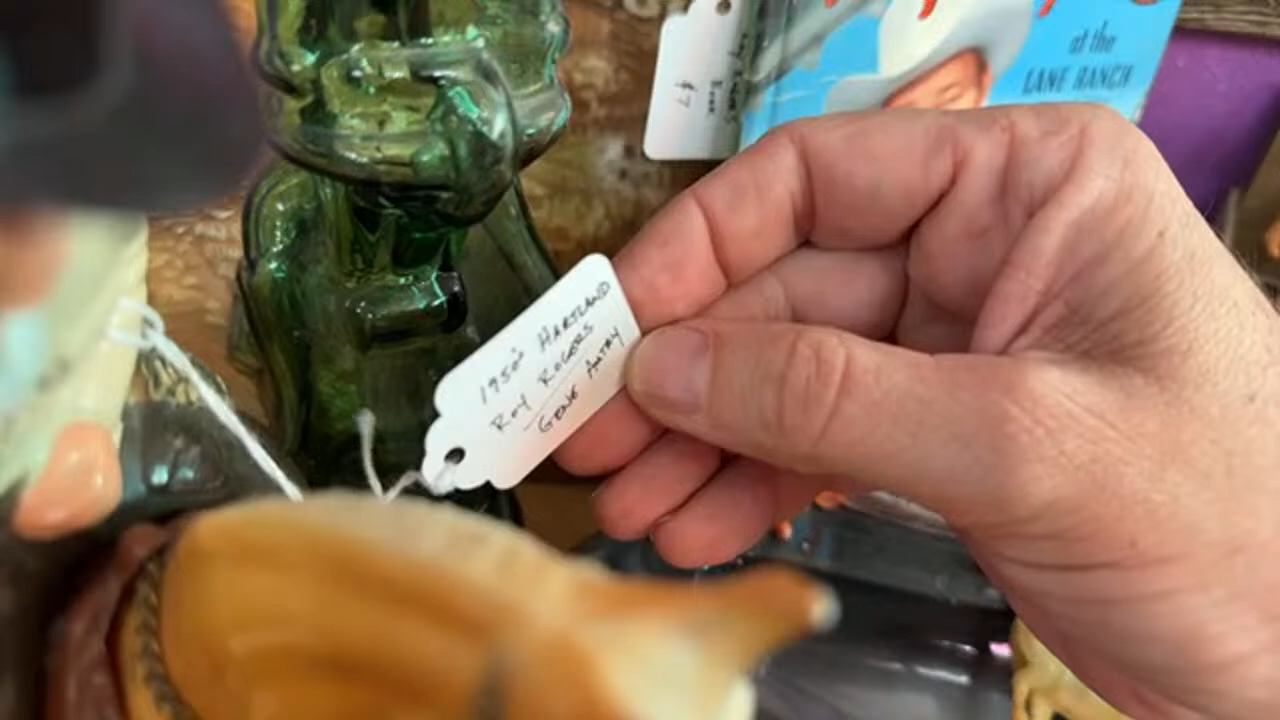 at the
LANE RANCH
$7
1950's HARTLAND
ROY ROGERS
GENE AUTRY